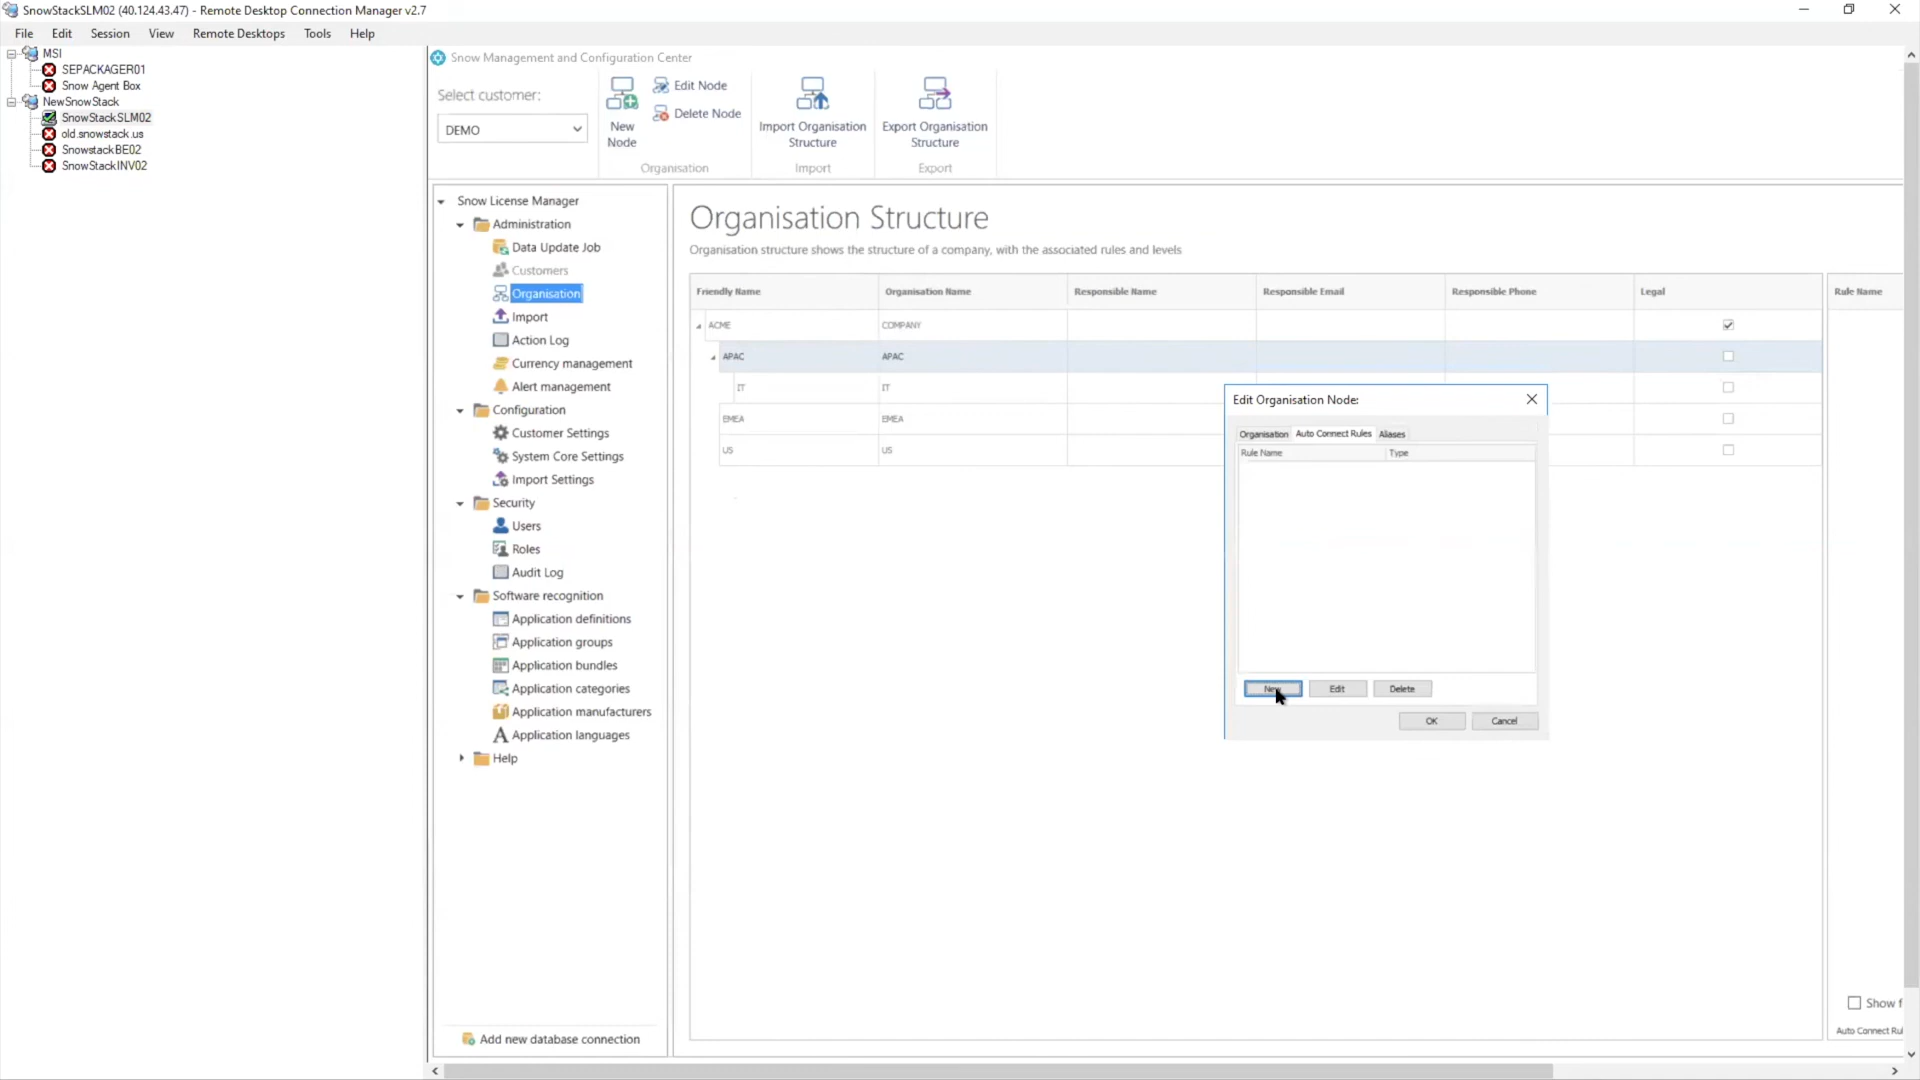 SnowStackSLM02 (40.124.43.47) - Remote Desktop Connection Manager v2.7
File Edit Session View Remote Desktops Tools Help
MSI
SEPACKAGER01
Snow Agent Box
NewSnowStack
SnowStackSLM02
old.snowstack.us
SnowstackBE02
SnowStackINV02
Snow Management and Configuration Center
Select customer:
DEMO
New
Node
Edit Node
Delete Node
Organisation
Import Organisation
Structure
Import
Export Organisation
Structure
Export
Snow License Manager
Administration
Data Update Job
Customers
Organisation
Import
Action Log
Currency management
Alert management
Configuration
Customer Settings
System Core Settings
Import Settings
Security
Users
Roles
Audit Log
Software recognition
Application definitions
Application groups
Application bundles
Application categories
Application manufacturers
Application languages
Help
Add new database connection
Organisation Structure
Organisation structure shows the structure of a company, with the associated rules and levels
Friendly Name Organisation Name Responsible Name Responsible Email Responsible Phone Legal Rule Name
ACME COMPANY
APAC APAC
IT IT
EMEA EMEA
US US
Edit Organisation Node:
Organisation Auto Connect Rules Aliases
Rule Name Type
New Edit Delete
OK Cancel
Show f
Auto Connect Rul